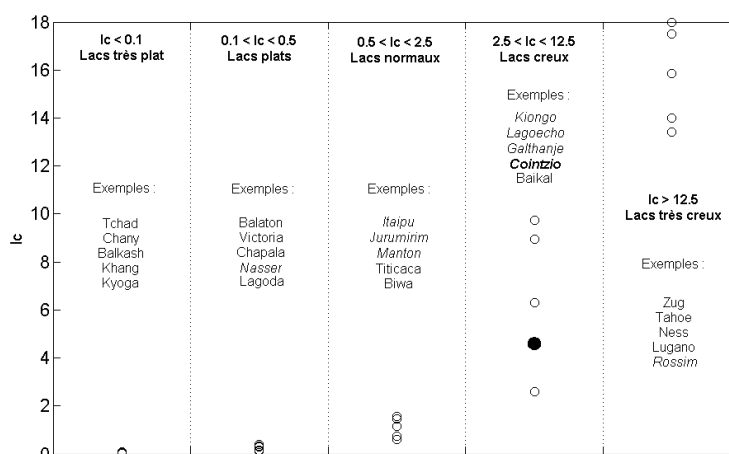 18
16
14
12
10
8
6
4
2
0
Ic
Ic < 0.1
Lacs très plat
Exemples :
Tchad
Chany
Balkash
Khang
Kyoga
0.1 < Ic < 0.5
Lacs plats
Exemples :
Balaton
Victoria
Chapala
Nasser
Lagoda
0.5 < Ic < 2.5
Lacs normaux
Exemples :
Itaipu
Jurumirim
Manton
Titicaca
Biwa
2.5 < Ic < 12.5
Lacs creux
Exemples :
Kiongo
Lagoecho
Galthanje
Cointzio
Baikal
Ic > 12.5
Lacs très creux
Exemples :
Zug
Tahoe
Ness
Lugano
Rossim